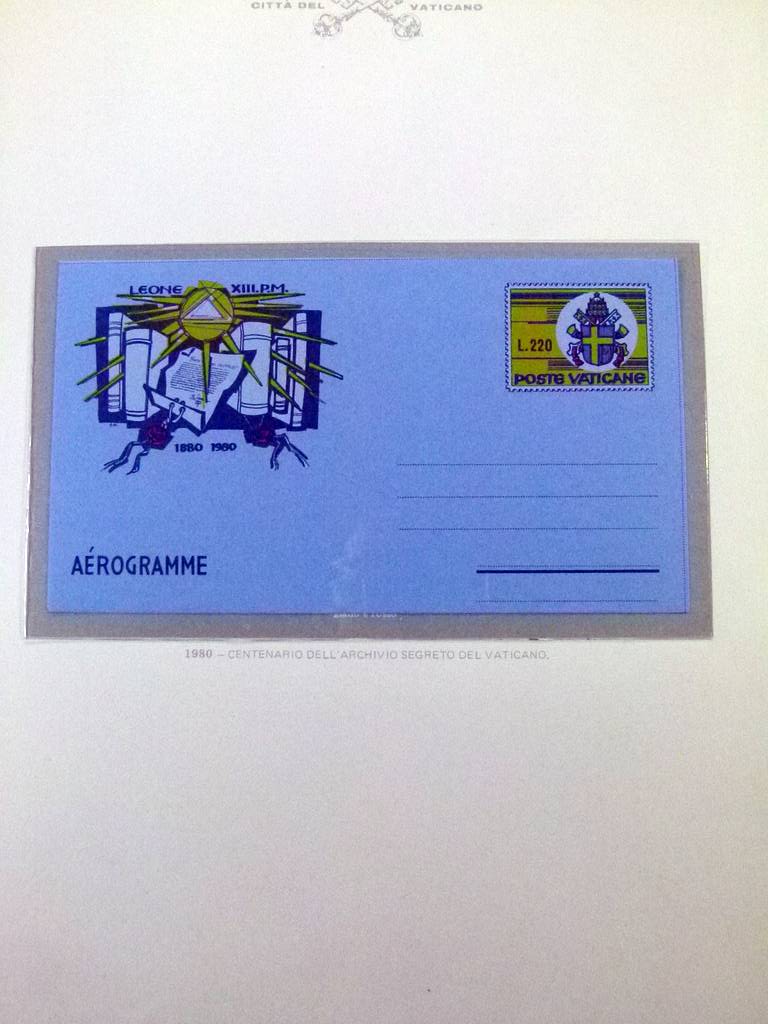 CITTÀ DEL VATICANO
LEONE XIII.P.M.
L.220
POSTE VATICANE
1880 1980
AÉROGRAMME
1980 – CENTENARIO DELL'ARCHIVIO SEGRETO DEL VATICANO.